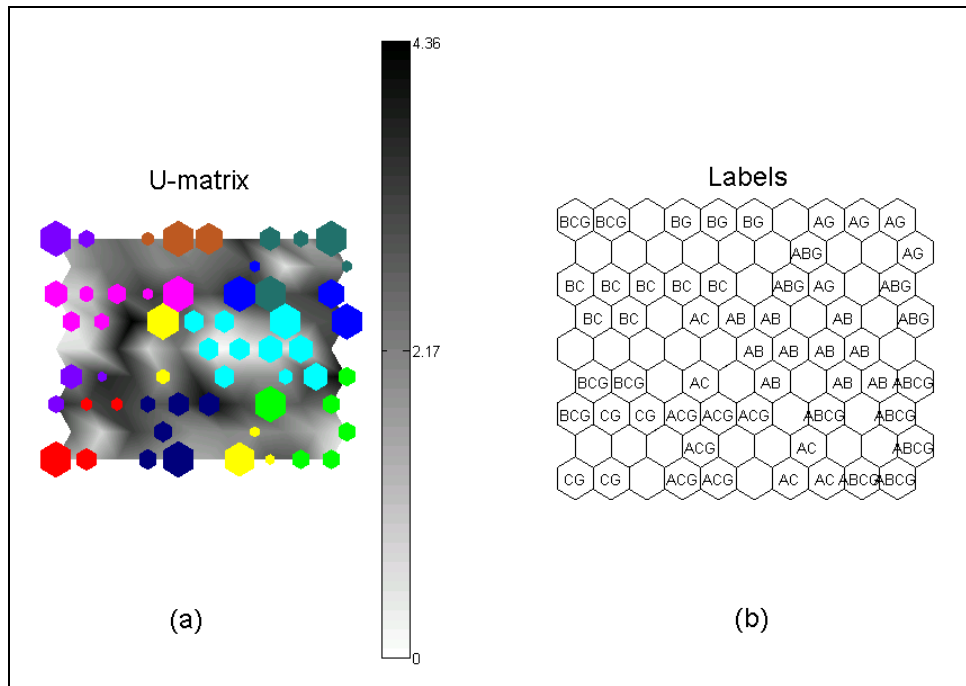 4.36
U-matrix
2.17
0
(a)
Labels
BCG BCG BG BG BG AG AG AG
ABG AG
BC BC BC BC BC ABG AG ABG
BC BC AC AB AB AB ABG
AB AB AB AB
BCG BCG AC AB AB AB ABCG
BCG CG CG ACG ACG ACG ABCG ABCG
ACG AC ABCG
CG CG ACG ACG AC AC ABCG ABCG
(b)